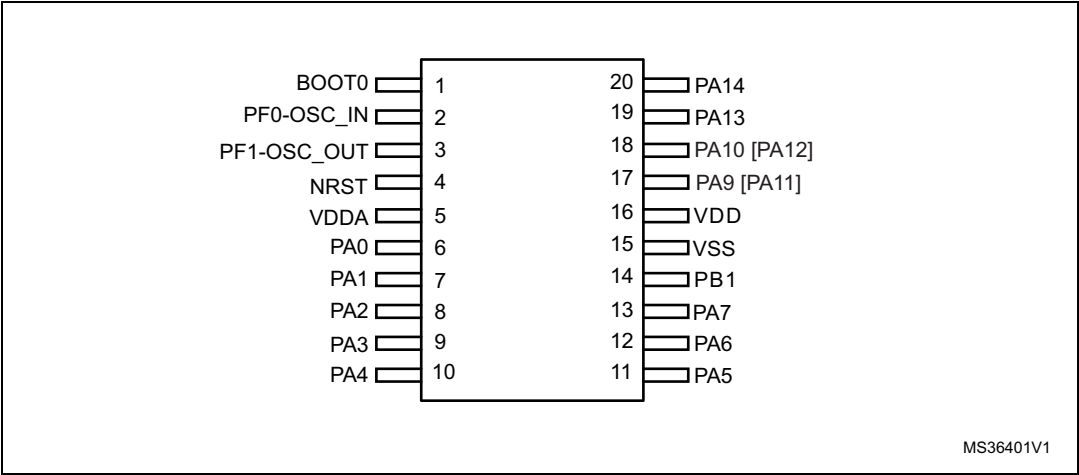 BOOT0 1 20 PA14
PF0-OSC_IN 2 19 PA13
PF1-OSC_OUT 3 18 PA10 [PA12]
NRST 4 17 PA9 [PA11]
VDDA 5 16 VDD
PA0 6 15 VSS
PA1 7 14 PB1
PA2 8 13 PA7
PA3 9 12 PA6
PA4 10 11 PA5
MS36401V1